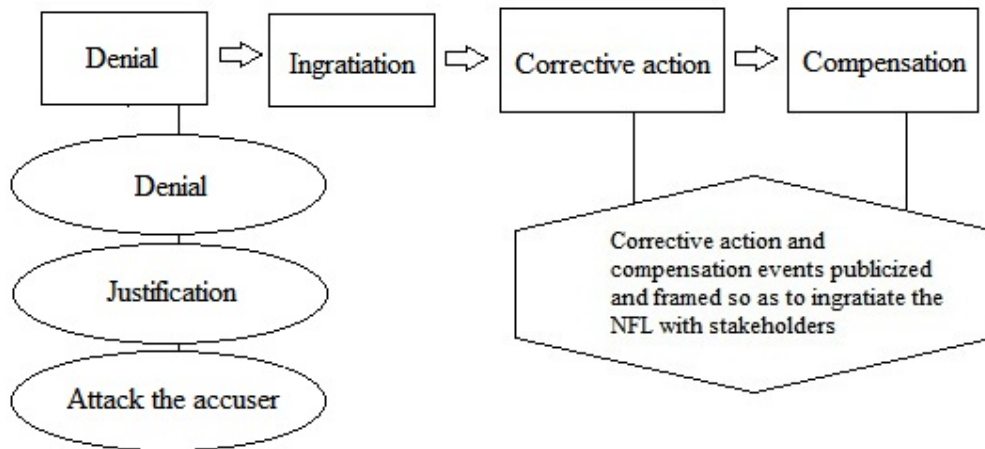 Denial
Ingratiation
Corrective action
Compensation
Denial
Justification
Attack the accuser
Corrective action and
compensation events publicized
and framed so as to ingratiate the
NFL with stakeholders